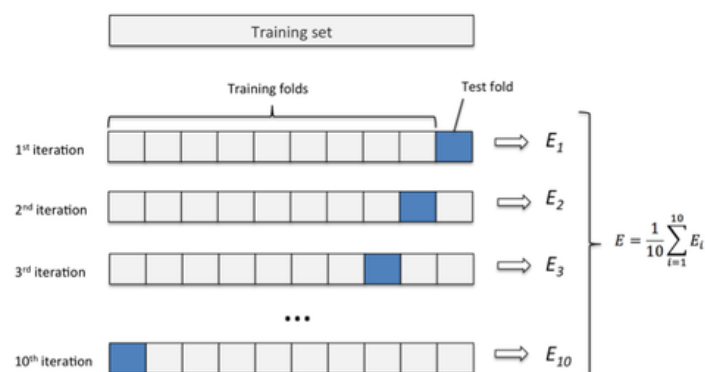 Training set
Training folds
Test fold
1st iteration
E1
2nd iteration
E2
E = 1/10 ∑ i=1 10 Ei
3rd iteration
E3
...
10th iteration
E10